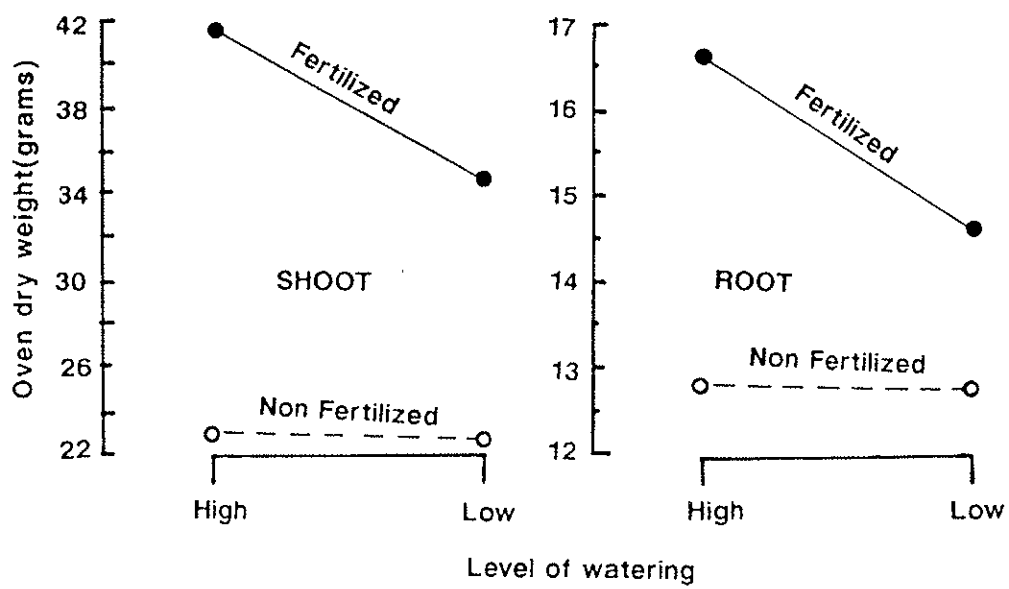 Oven dry weight(grams)
42
38
34
30
26
22
Fertilized
SHOOT
Non Fertilized
High
Low
17
16
15
14
13
12
Fertilized
ROOT
Non Fertilized
High
Low
Level of watering